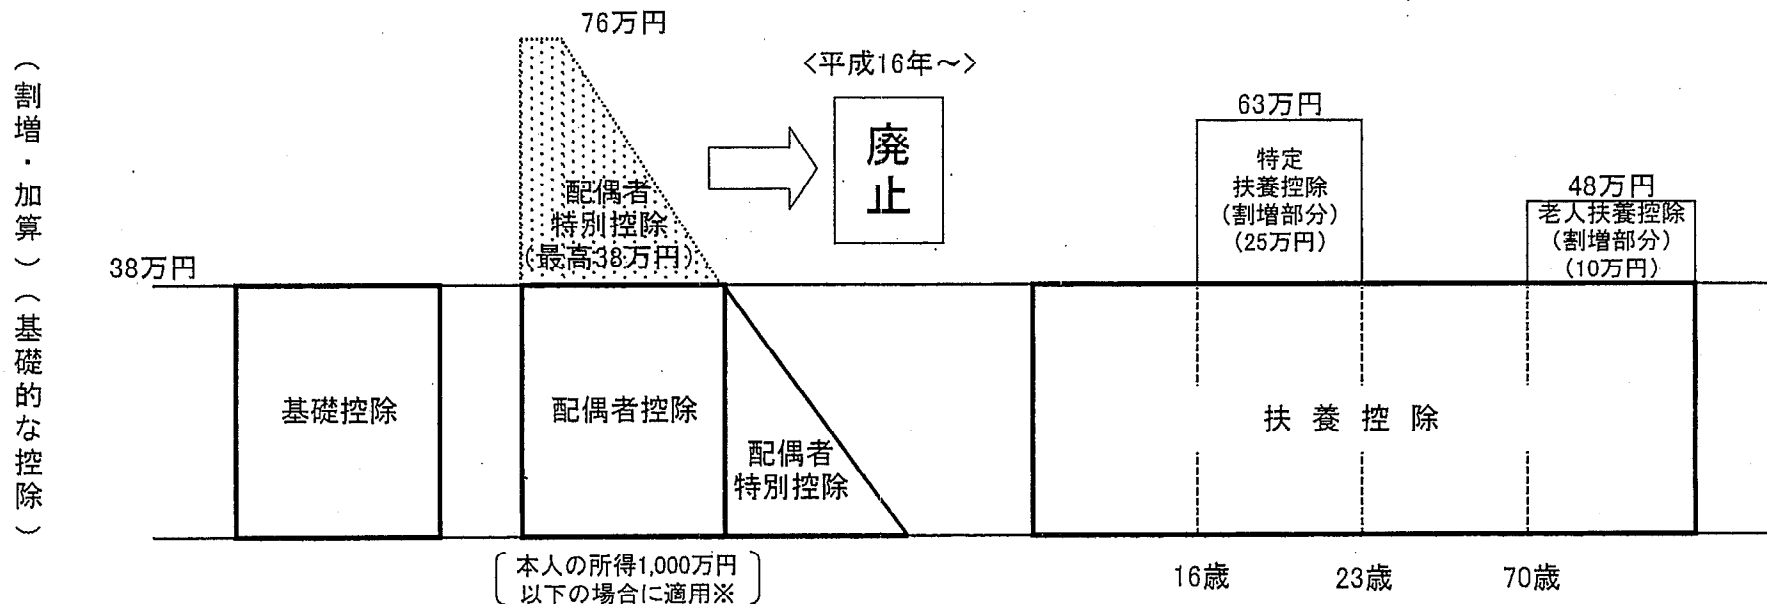 (割増・加算)(基礎的な控除)
76万円
<平成16年~>
廃
止
配偶者
特別控除
(最高38万円)
63万円
特定
扶養控除
(割増部分)
(25万円)
48万円
老人扶養控除
(割増部分)
(10万円)
38万円
基礎控除
配偶者控除
配偶者
特別控除
扶養控除
本人の所得1,000万円
以下の場合に適用※
16歳
23歳
70歳